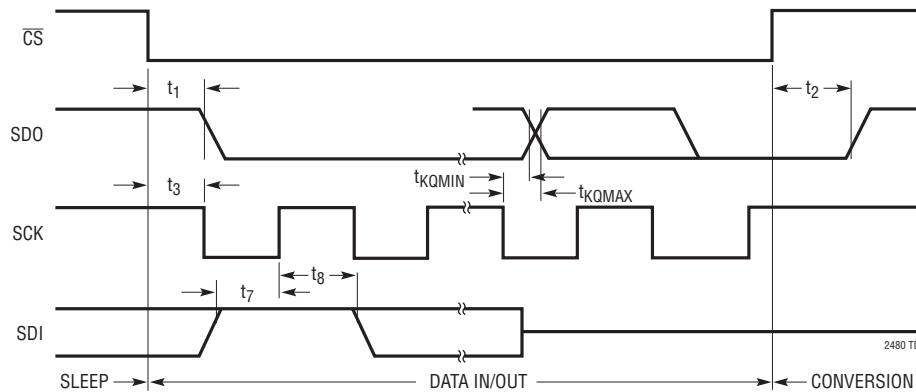 CS
t1
t2
SDO
tKQMIN
t3
tKQMAX
SCK
t8
t7
SDI
2480 TD
SLEEP DATA IN/OUT CONVERSION